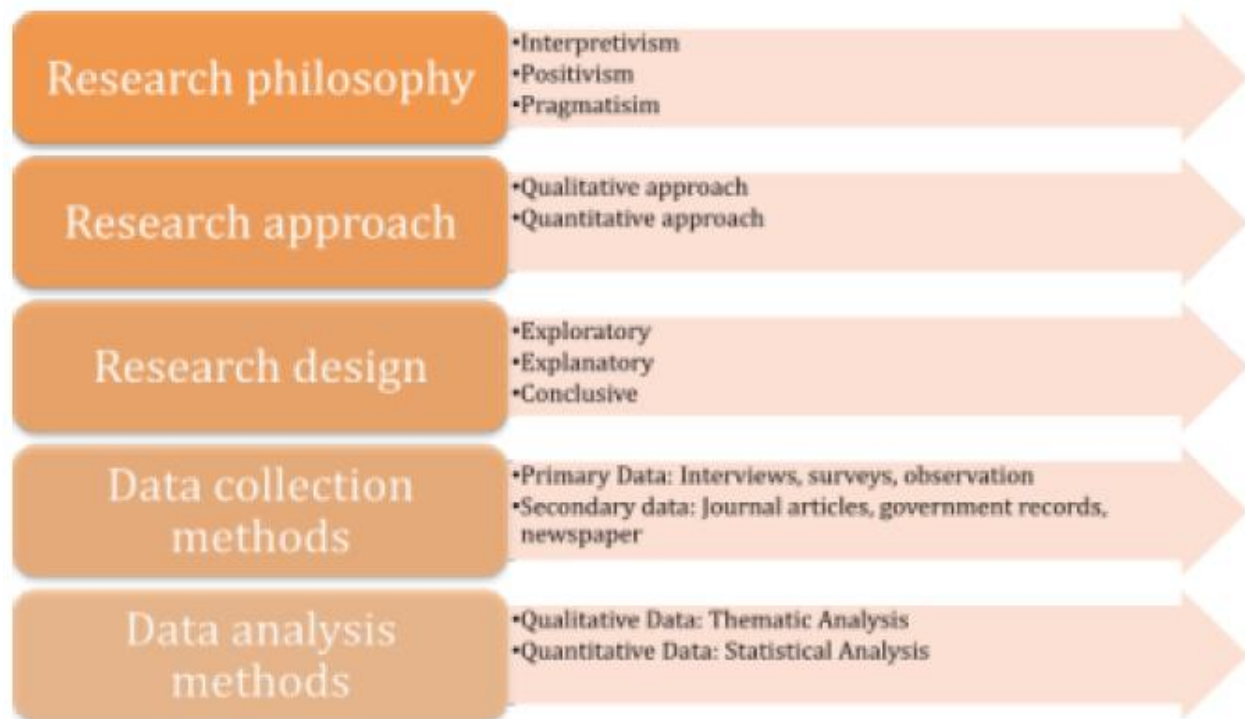 Research philosophy
•Interpretivism
•Positivism
•Pragmatisim
Research approach
•Qualitative approach
•Quantitative approach
Research design
•Exploratory
•Explanatory
•Conclusive
Data collection
methods
•Primary Data: Interviews, surveys, observation
•Secondary data: Journal articles, government records,
newspaper
Data analysis
methods
•Qualitative Data: Thematic Analysis
•Quantitative Data: Statistical Analysis